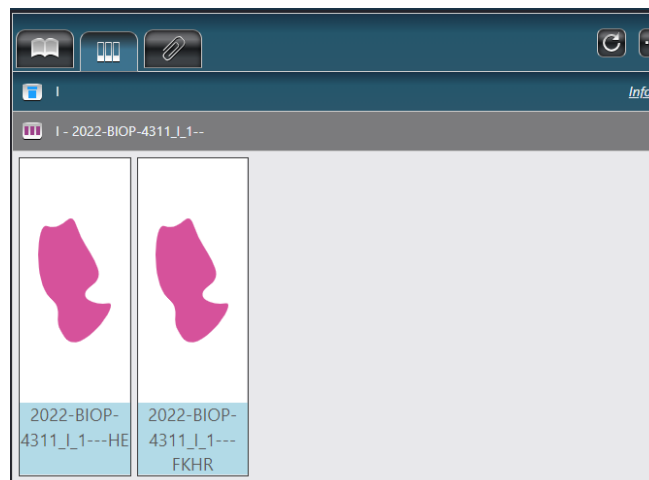 I
Info
I - 2022-BIOP-4311_I_1--
2022-BIOP-
4311_I_1---HE
2022-BIOP-
4311_I_1---
FKHR